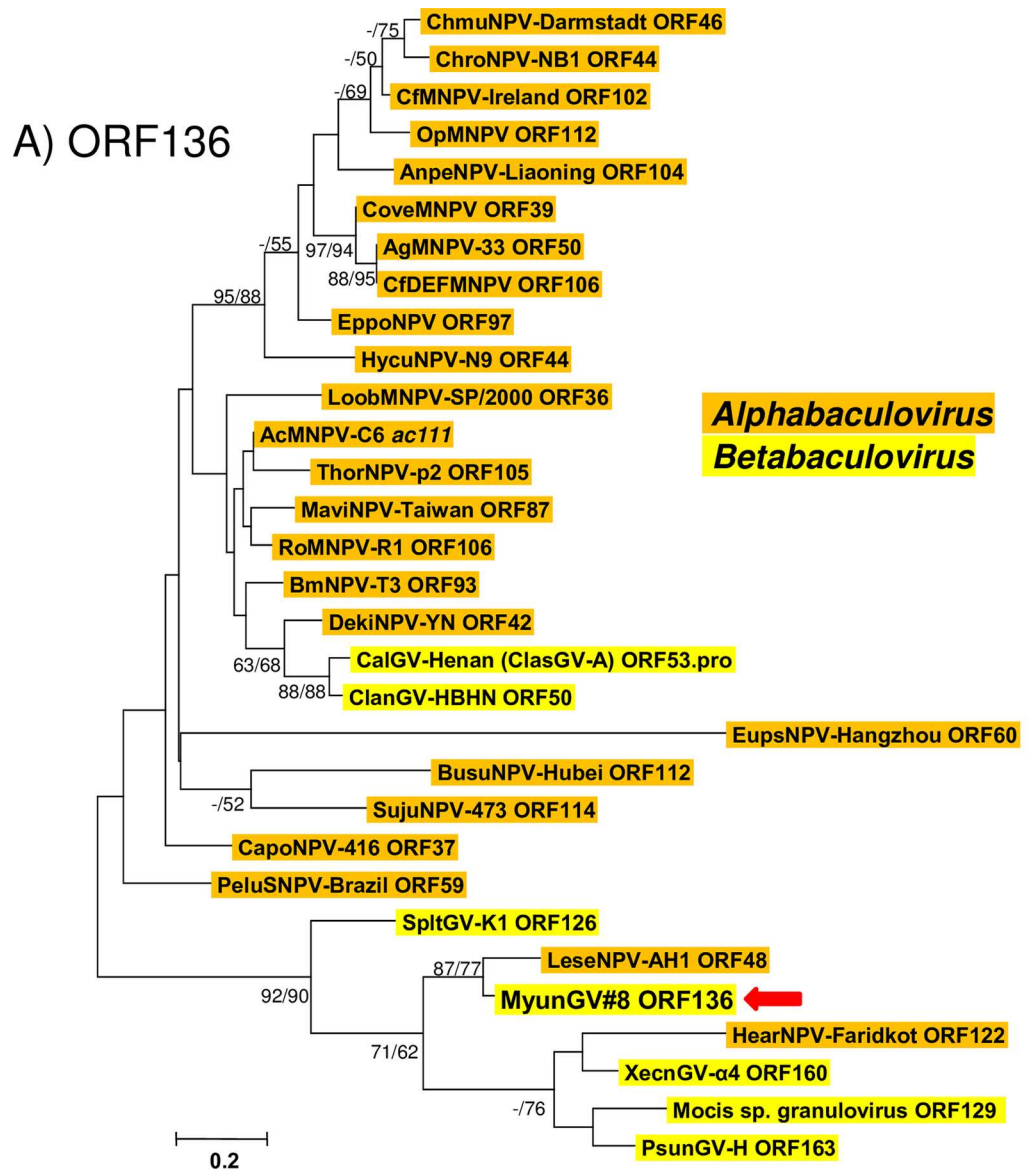 A) ORF136
-/75
ChmuNPV-Darmstadt ORF46
-/50
ChroNPV-NB1 ORF44
-/69
CfMNPV-Ireland ORF102
OpMNPV ORF112
AnpeNPV-Liaoning ORF104
CoveMNPV ORF39
-/55
97/94
AgMNPV-33 ORF50
88/95
CfDEFMNPV ORF106
95/88
EppoNPV ORF97
HycuNPV-N9 ORF44
LoobMNPV-SP/2000 ORF36
Alphabaculovirus
Betabaculovirus
AcMNPV-C6 ac111
ThorNPV-p2 ORF105
MaviNPV-Taiwan ORF87
RoMNPV-R1 ORF106
BmNPV-T3 ORF93
DekiNPV-YN ORF42
63/68
CalGV-Henan (ClasGV-A) ORF53.pro
88/88
ClanGV-HBHN ORF50
EupsNPV-Hangzhou ORF60
BusuNPV-Hubei ORF112
-/52
SujuNPV-473 ORF114
CapoNPV-416 ORF37
PeluSNPV-Brazil ORF59
SpltGV-K1 ORF126
LeseNPV-AH1 ORF48
87/77
92/90
MyunGV#8 ORF136
HearNPV-Faridkot ORF122
71/62
XecnGV-α4 ORF160
-/76
Mocis sp. granulovirus ORF129
PsunGV-H ORF163
0.2